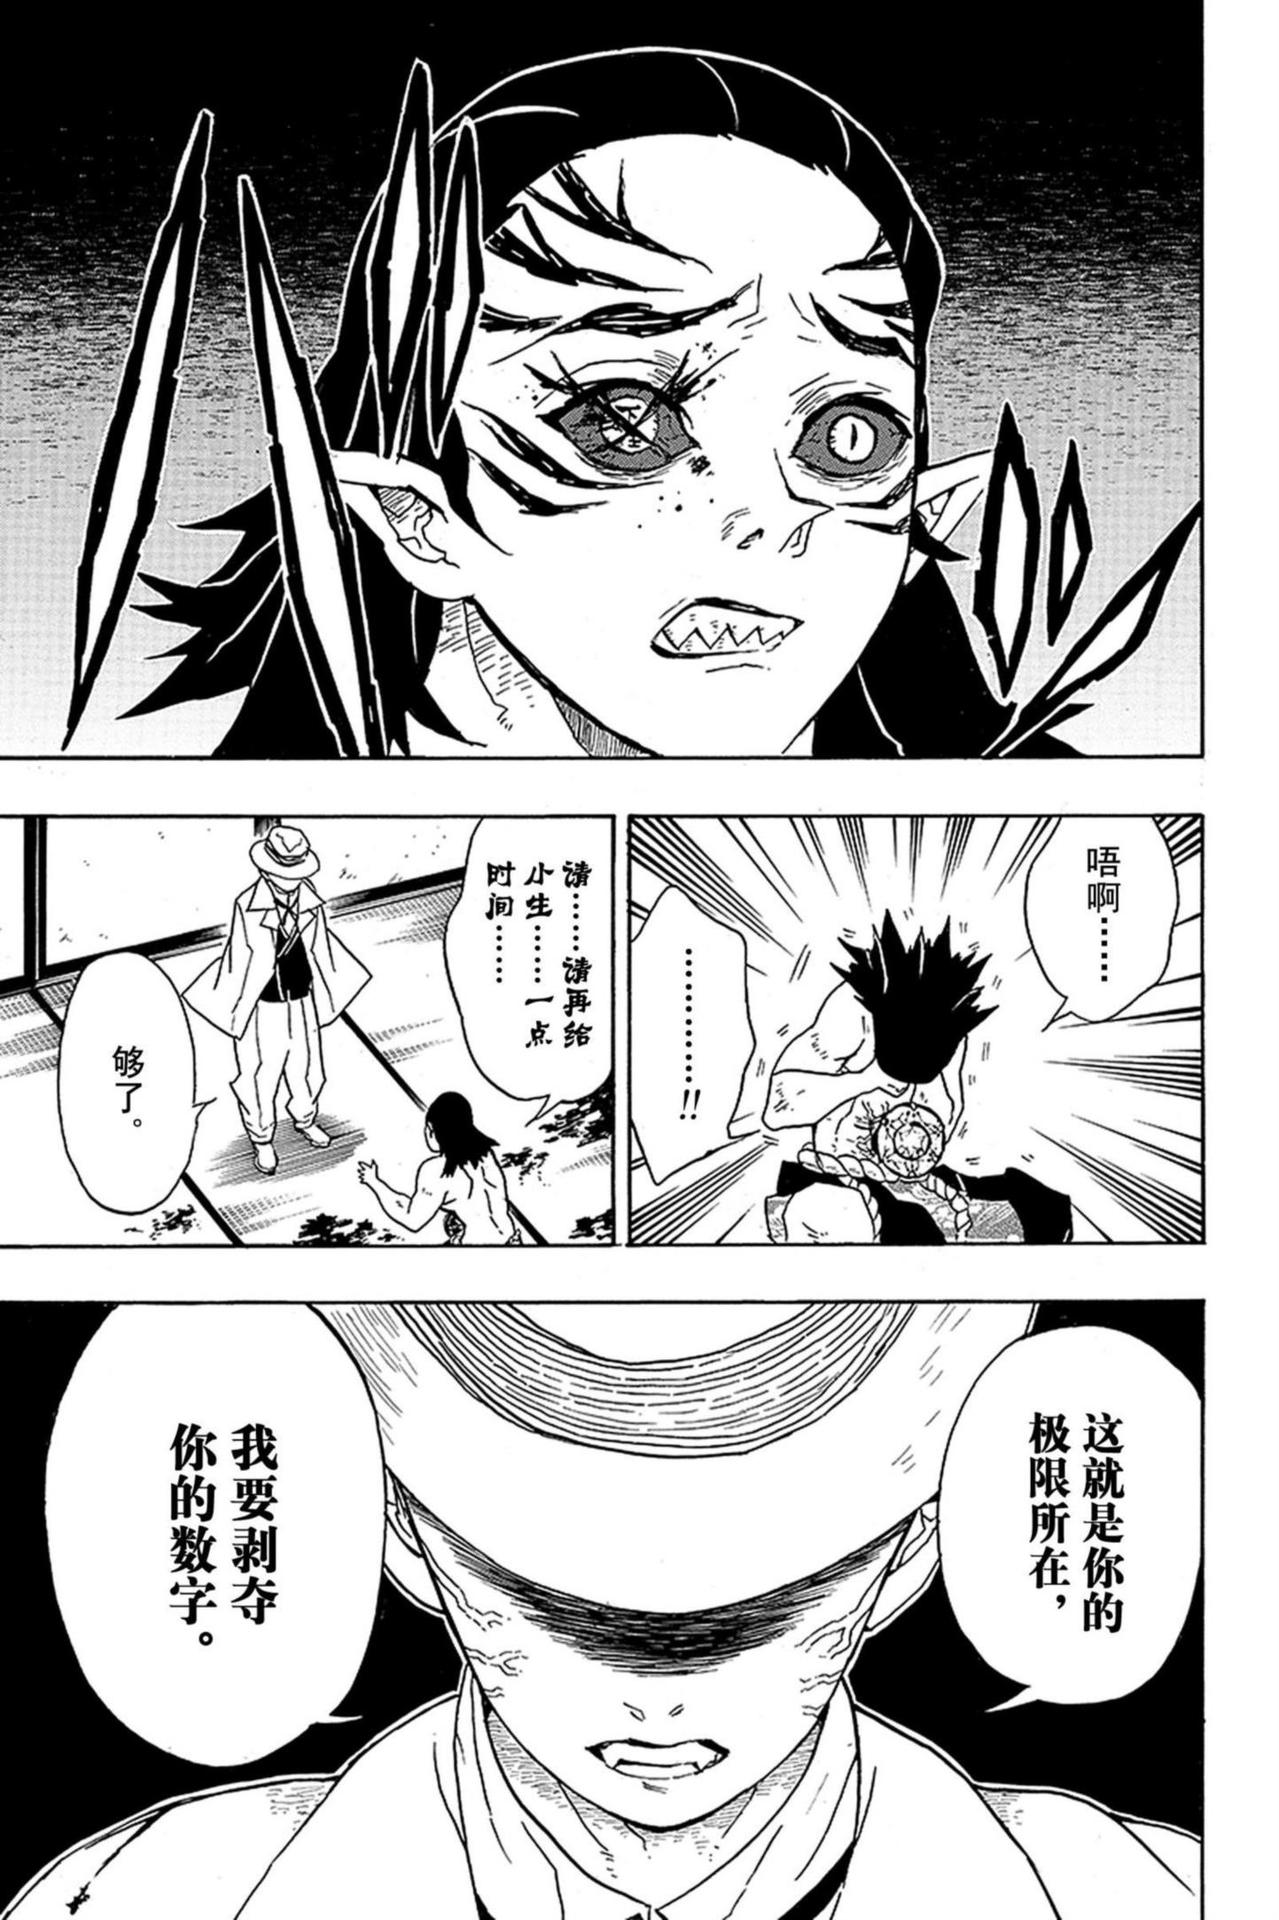 唔啊……
…………!!
请……请再给
小生……一点
时间……
够了。
这就是你的
极限所在，
我要剥夺
你的数字。